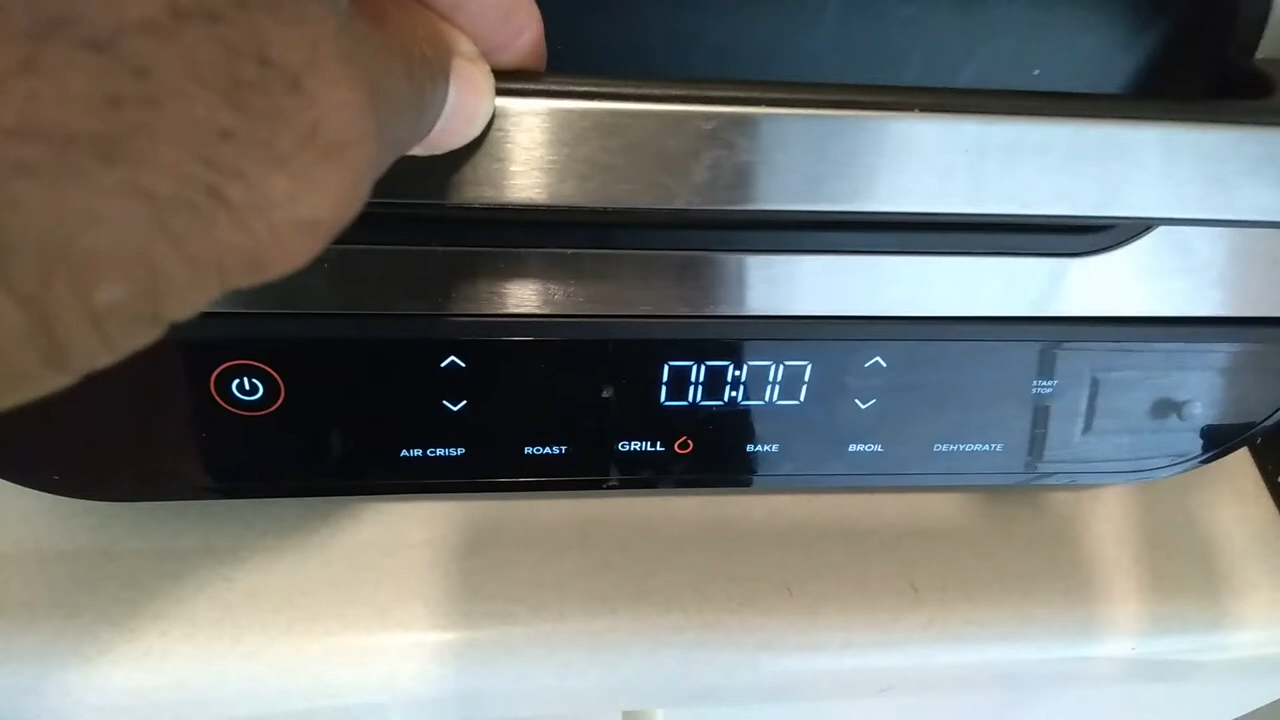 00:00
START
STOP
AIR CRISP ROAST GRILL BAKE BROIL DEHYDRATE